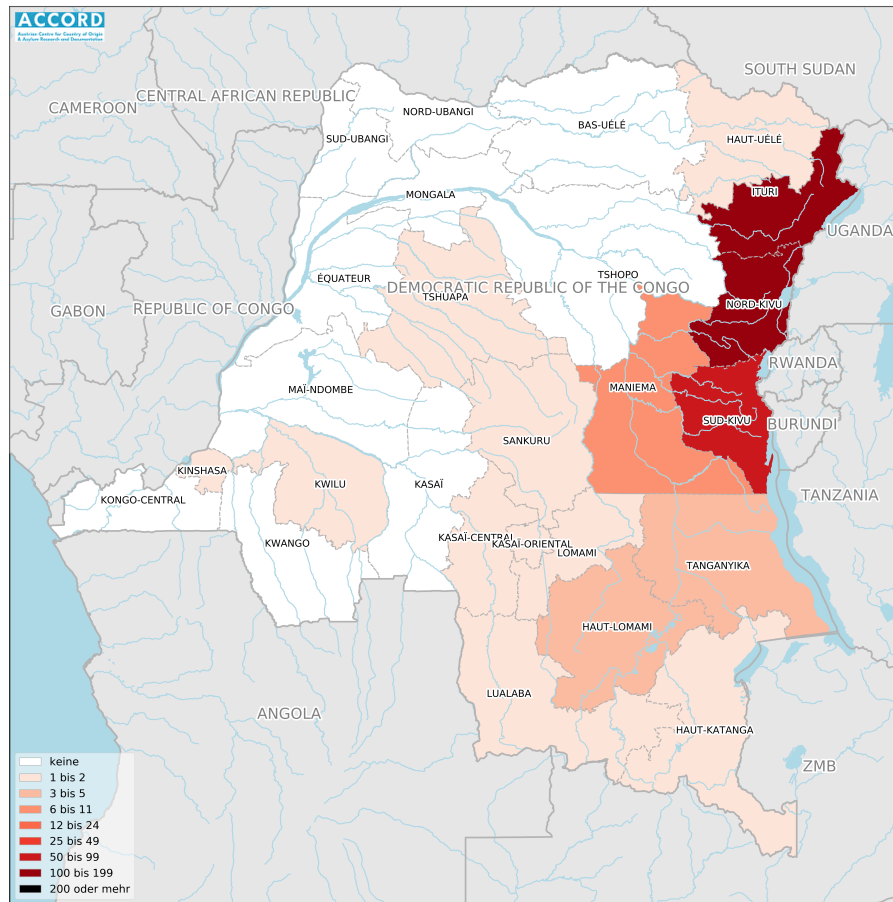 ACCORD
Austrian Centre for Country of Origin
& Asylum Research and Documentation
SOUTH SUDAN
CENTRAL AFRICAN REPUBLIC
CAMEROON
NORD-UBANGI
BAS-UÉLÉ
SUD-UBANGI
HAUT-UÉLÉ
ITURI
MONGALA
UGANDA
TSHOPO
ÉQUATEUR
DEMOCRATIC REPUBLIC OF THE CONGO
TSHUAPA
NORD-KIVU
GABON
REPUBLIC OF CONGO
RWANDA
MAÏ-NDOMBE
MANIEMA
SUD-KIVU
BURUNDI
SANKURU
KINSHASA
KWILU
KASAÏ
KONGO-CENTRAL
TANZANIA
KWANGO
KASAÏ-CENTRAL
KASAÏ-ORIENTAL
LOMAMI
TANGANYIKA
HAUT-LOMAMI
LUALABA
ANGOLA
HAUT-KATANGA
ZMB
keine
1 bis 2
3 bis 5
6 bis 11
12 bis 24
25 bis 49
50 bis 99
100 bis 199
200 oder mehr